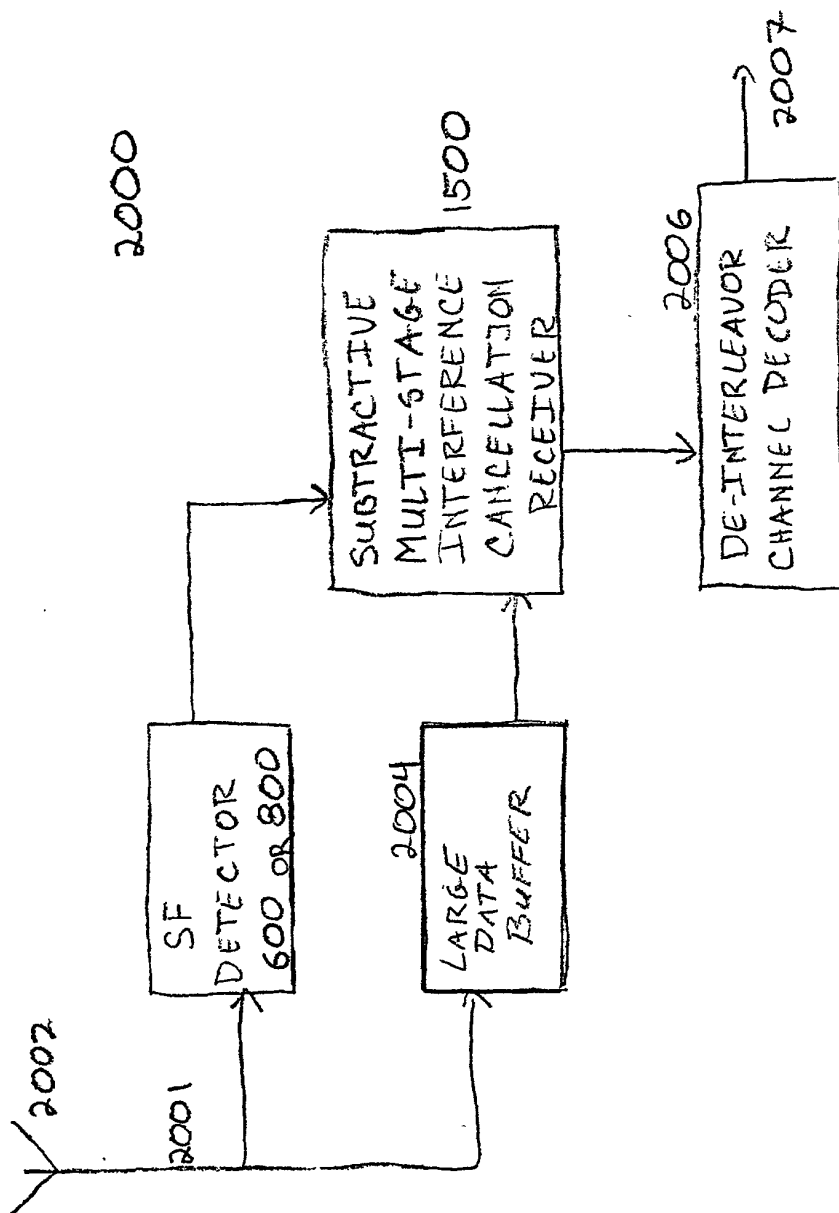 2000
2002
2001
SF
DETECTOR
600 OR 800
2004
LARGE
DATA
BUFFER
SUBTRACTIVE
MULTI-STAGE
INTERFERENCE
CANCELLATION
RECEIVER
1500
2006
DE-INTERLEAVOR
CHANNEL DECODER
2007